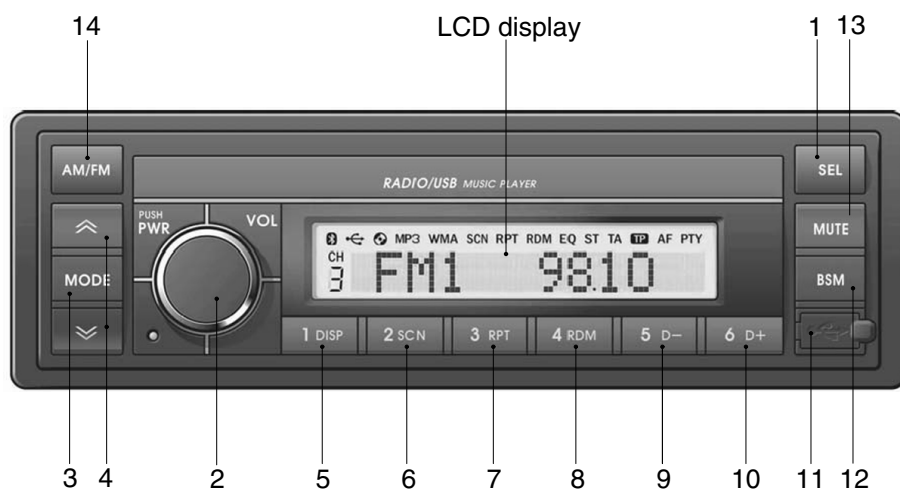 14 LCD display 1 13
AM/FM RADIO/USB MUSIC PLAYER SEL
PUSH
PWR VOL MUTE
MP3 WMA SCN RPT RDM EQ ST TA TP AF PTY
CH
3 FM1 98.10
MODE BSM
1 DISP 2 SCN 3 RPT 4 RDM 5 D− 6 D+
3 4 2 5 6 7 8 9 10 11 12